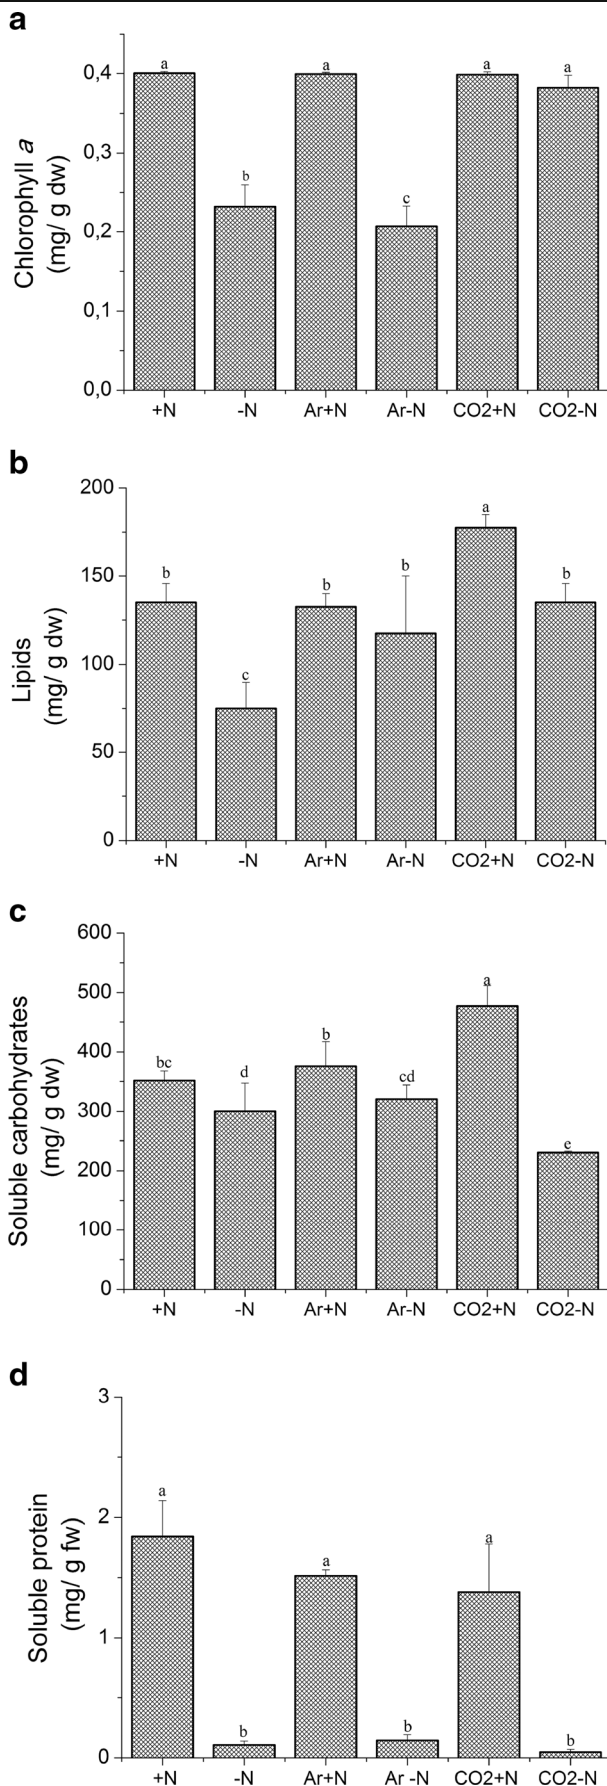 a
Chlorophyll a
(mg/ g dw)
0,4
0,3
0,2
0,1
0,0
a
b
a
c
a
a
+N
-N
Ar+N
Ar-N
CO2+N
CO2-N
b
Lipids
(mg/ g dw)
200
150
100
50
0
b
c
b
b
a
b
+N
-N
Ar+N
Ar-N
CO2+N
CO2-N
c
Soluble carbohydrates
(mg/ g dw)
600
500
400
300
200
100
0
bc
d
b
cd
a
e
+N
-N
Ar+N
Ar-N
CO2+N
CO2-N
d
Soluble protein
(mg/ g fw)
3
2
1
0
a
b
a
b
a
b
+N
-N
Ar+N
Ar -N
CO2+N
CO2-N